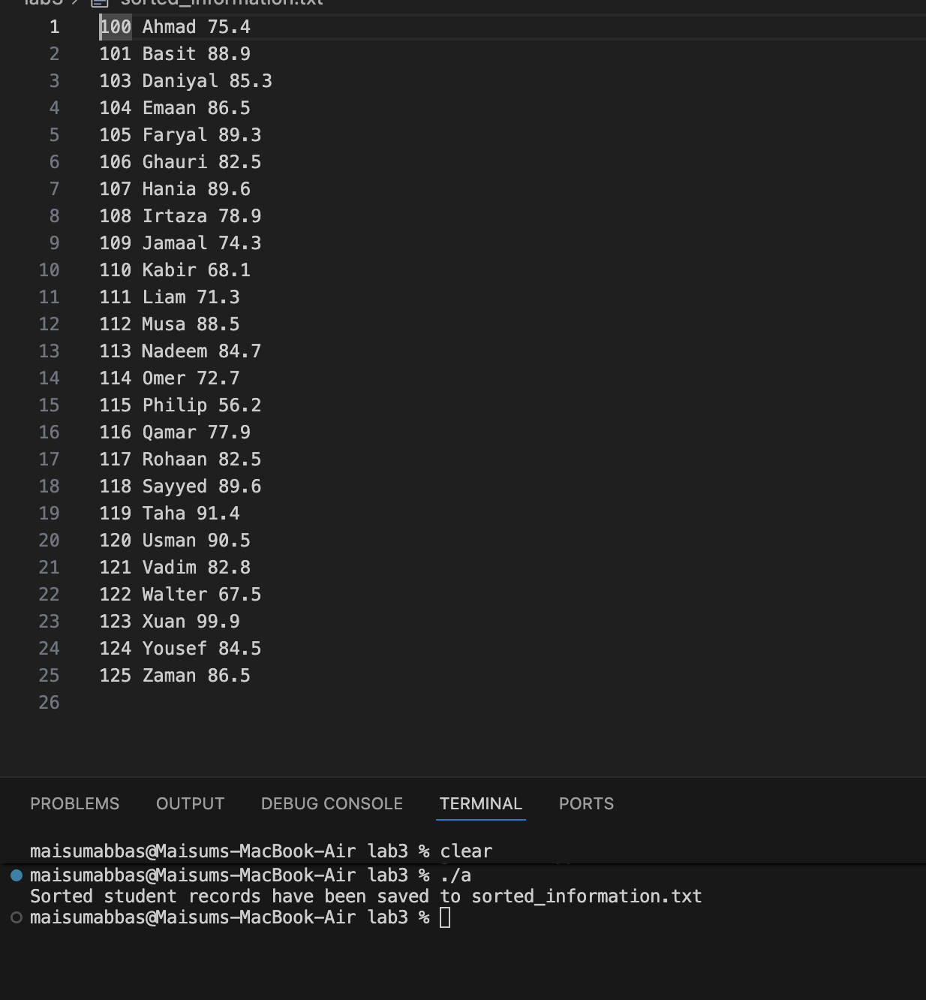 lab3 > sorted_information.txt
1 100 Ahmad 75.4
2 101 Basit 88.9
3 103 Daniyal 85.3
4 104 Emaan 86.5
5 105 Faryal 89.3
6 106 Ghauri 82.5
7 107 Hania 89.6
8 108 Irtaza 78.9
9 109 Jamaal 74.3
10 110 Kabir 68.1
11 111 Liam 71.3
12 112 Musa 88.5
13 113 Nadeem 84.7
14 114 Omer 72.7
15 115 Philip 56.2
16 116 Qamar 77.9
17 117 Rohaan 82.5
18 118 Sayyed 89.6
19 119 Taha 91.4
20 120 Usman 90.5
21 121 Vadim 82.8
22 122 Walter 67.5
23 123 Xuan 99.9
24 124 Yousef 84.5
25 125 Zaman 86.5
26
PROBLEMS OUTPUT DEBUG CONSOLE TERMINAL PORTS
maisumabbas@Maisums-MacBook-Air lab3 % clear
maisumabbas@Maisums-MacBook-Air lab3 % ./a
Sorted student records have been saved to sorted_information.txt
maisumabbas@Maisums-MacBook-Air lab3 %